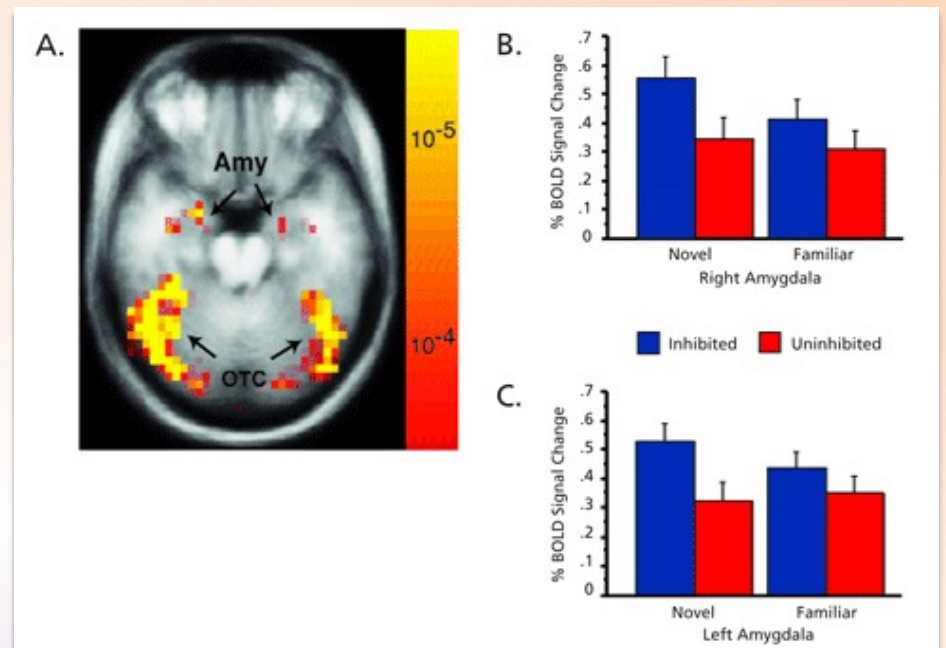 A.
Amy
OTC
10-5
10-4
B.
% BOLD Signal Change
.7
.6
.5
.4
.3
.2
.1
0
Novel
Familiar
Right Amygdala
Inhibited
Uninhibited
C.
% BOLD Signal Change
.7
.6
.5
.4
.3
.2
.1
0
Novel
Familiar
Left Amygdala